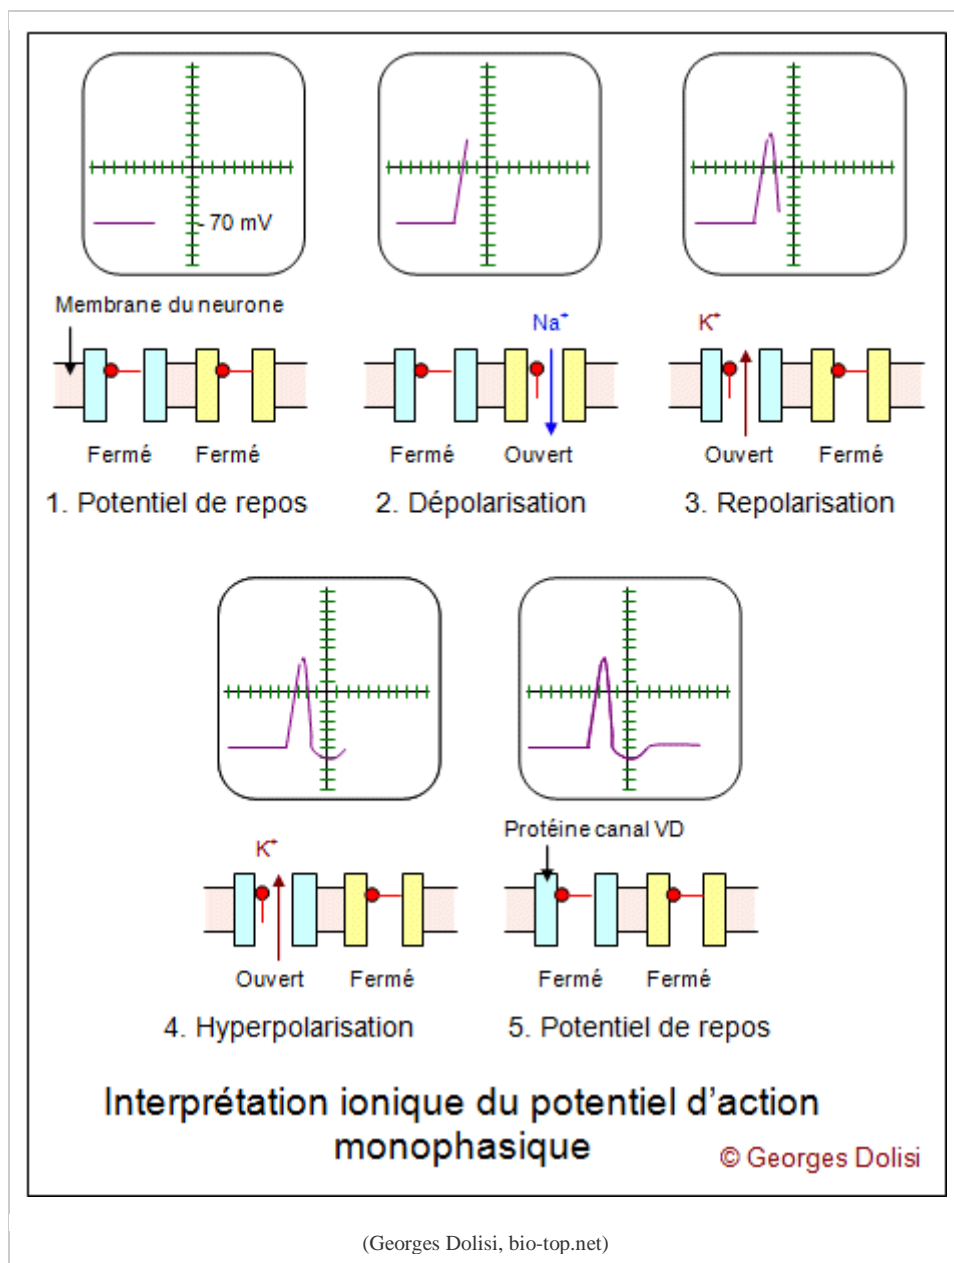 - 70 mV
Membrane du neurone
Fermé Fermé
1. Potentiel de repos
Na⁺
Fermé Ouvert
2. Dépolarisation
K⁺
Ouvert Fermé
3. Repolarisation
K⁺
Ouvert Fermé
4. Hyperpolarisation
Protéine canal VD
Fermé Fermé
5. Potentiel de repos
Interprétation ionique du potentiel d’action
monophasique
© Georges Dolisi
(Georges Dolisi, bio-top.net)